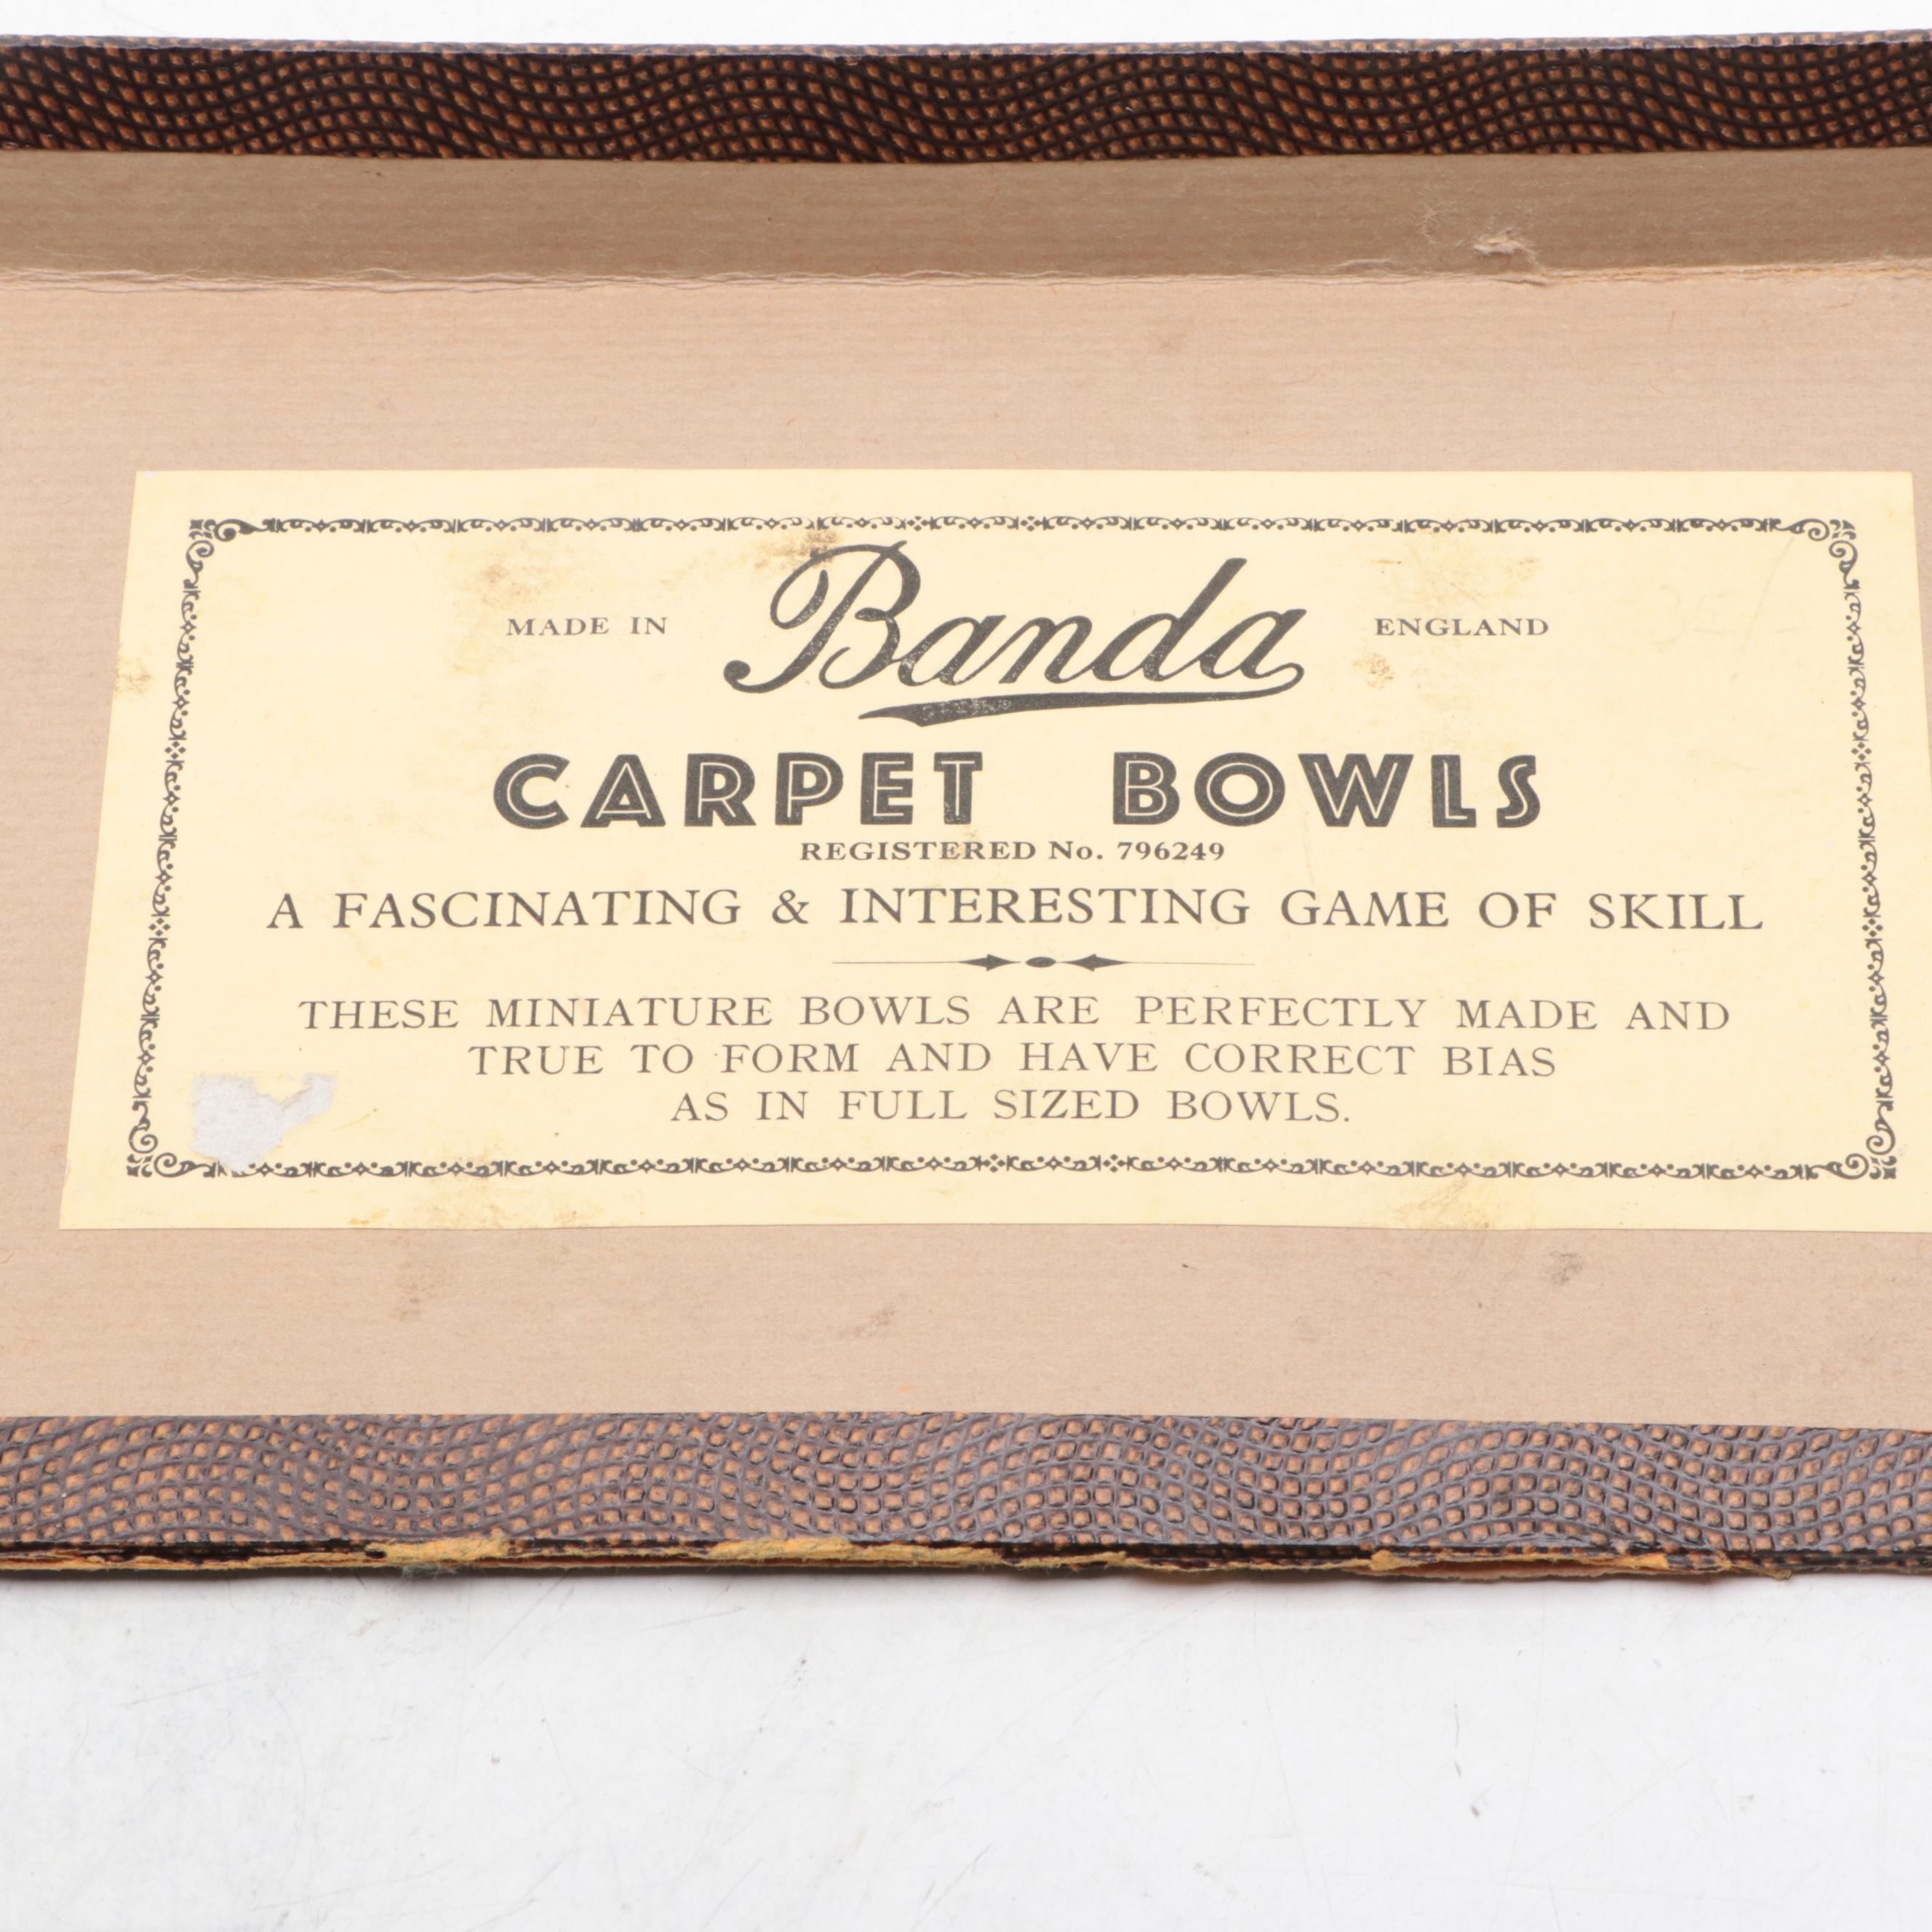 MADE IN Banda ENGLAND
CARPET BOWLS
REGISTERED No. 796249
A FASCINATING & INTERESTING GAME OF SKILL
THESE MINIATURE BOWLS ARE PERFECTLY MADE AND
TRUE TO FORM AND HAVE CORRECT BIAS
AS IN FULL SIZED BOWLS.